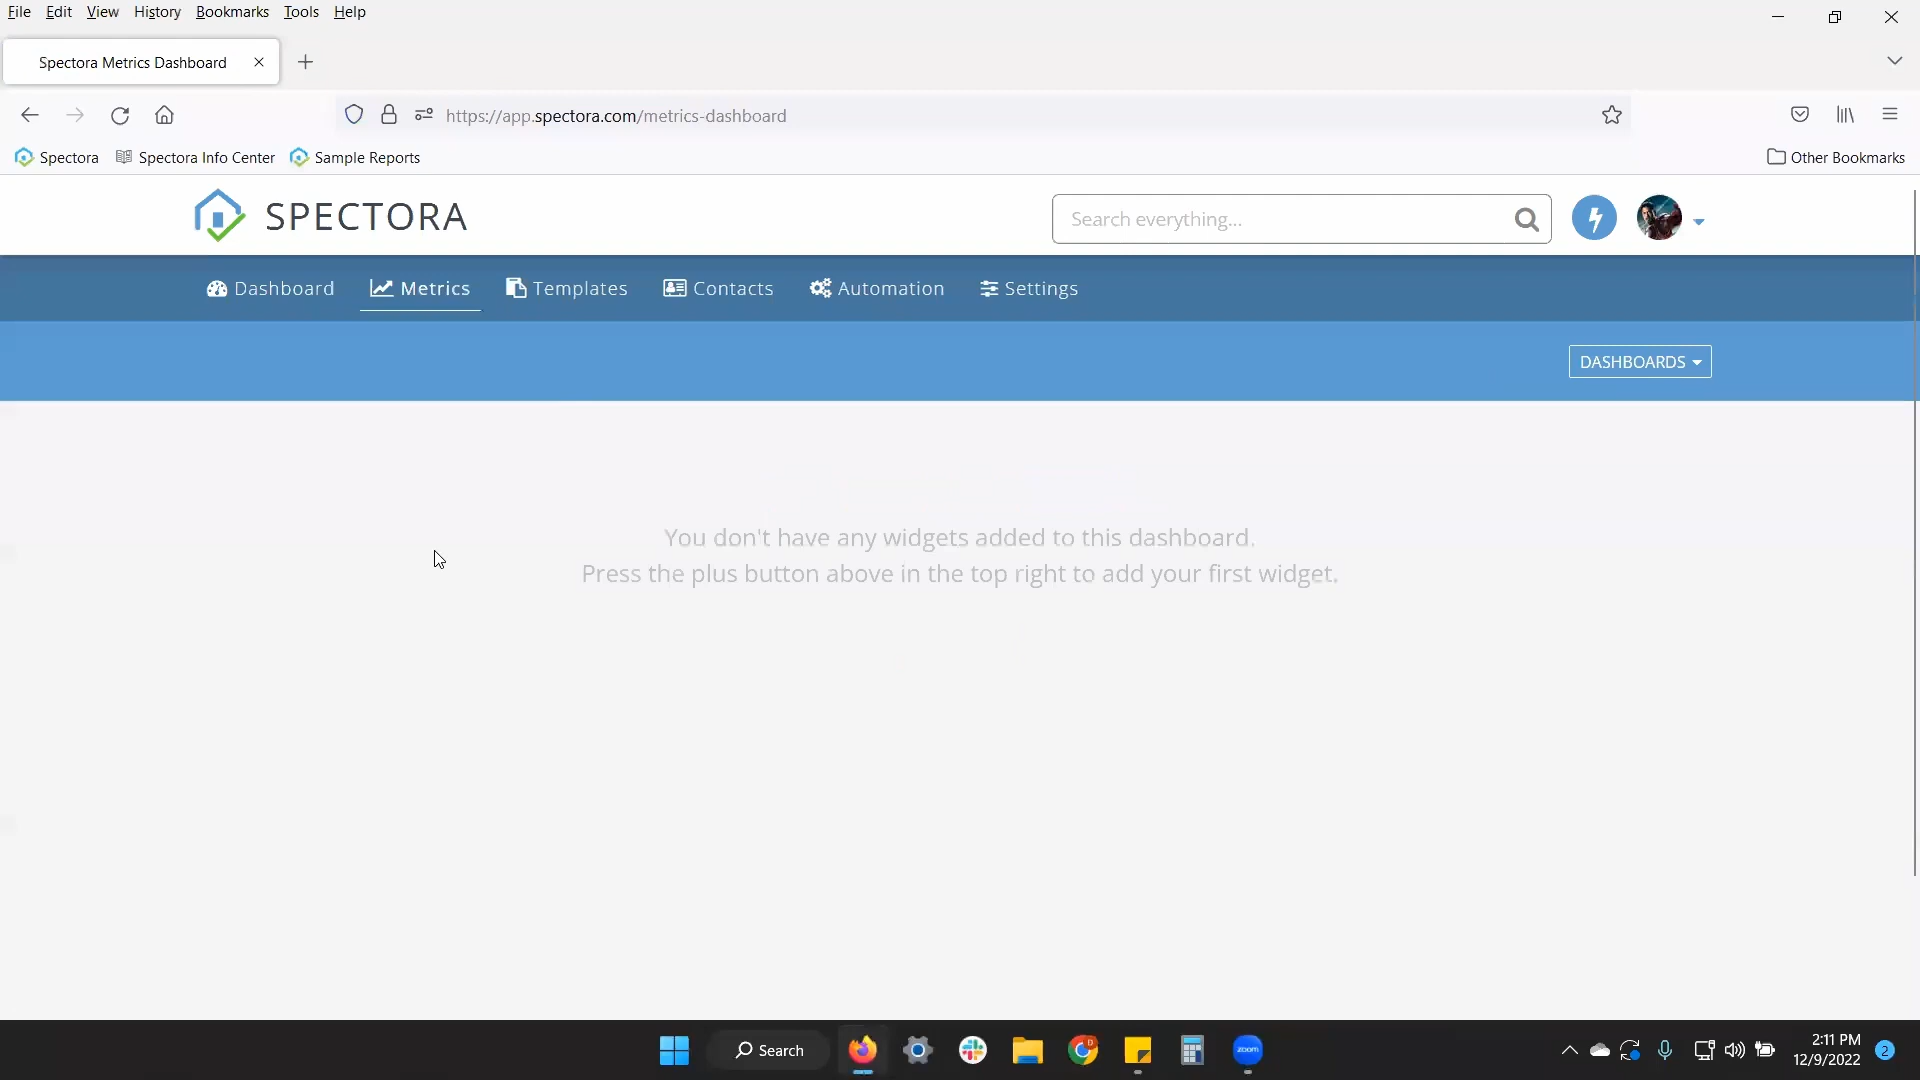 File Edit View History Bookmarks Tools Help
Spectora Metrics Dashboard
https://app.spectora.com/metrics-dashboard
Spectora Spectora Info Center Sample Reports Other Bookmarks
SPECTORA Search everything...
Dashboard Metrics Templates Contacts Automation Settings
DASHBOARDS
You don't have any widgets added to this dashboard.
Press the plus button above in the top right to add your first widget.
Search zoom 2:11 PM
12/9/2022 2